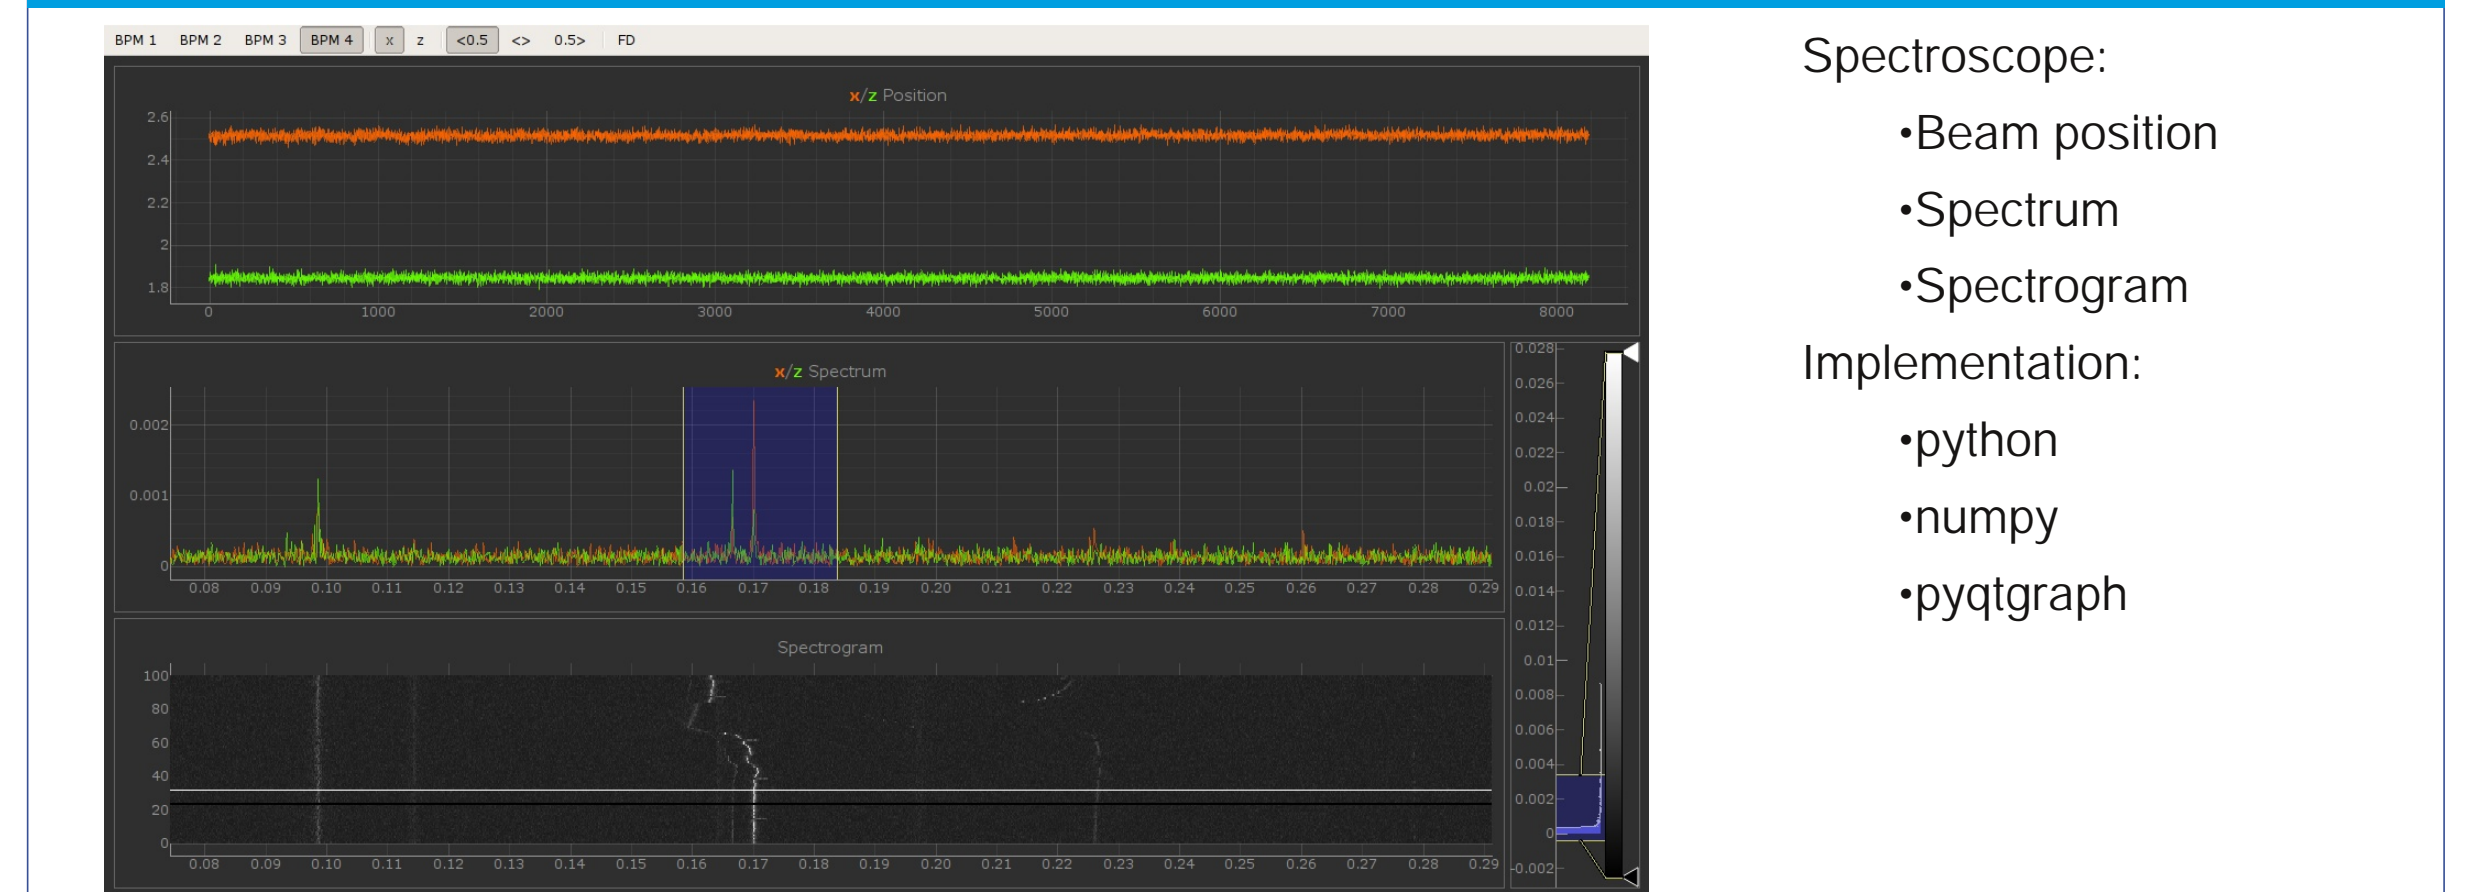 BPM 1 BPM 2 BPM 3 BPM 4 x z <0.5 <> 0.5> FD
x/z Position
2.6
2.4
2.2
2
1.8
0 1000 2000 3000 4000 5000 6000 7000 8000
x/z Spectrum
0.002
0.001
0
0.08 0.09 0.10 0.11 0.12 0.13 0.14 0.15 0.16 0.17 0.18 0.19 0.20 0.21 0.22 0.23 0.24 0.25 0.26 0.27 0.28 0.29
Spectrogram
100
80
60
40
20
0
0.08 0.09 0.10 0.11 0.12 0.13 0.14 0.15 0.16 0.17 0.18 0.19 0.20 0.21 0.22 0.23 0.24 0.25 0.26 0.27 0.28 0.29
0.028
0.026
0.024
0.022
0.02
0.018
0.016
0.014
0.012
0.01
0.008
0.006
0.004
0.002
0
-0.002
Spectroscope:
•Beam position
•Spectrum
•Spectrogram
Implementation:
•python
•numpy
•pyqtgraph